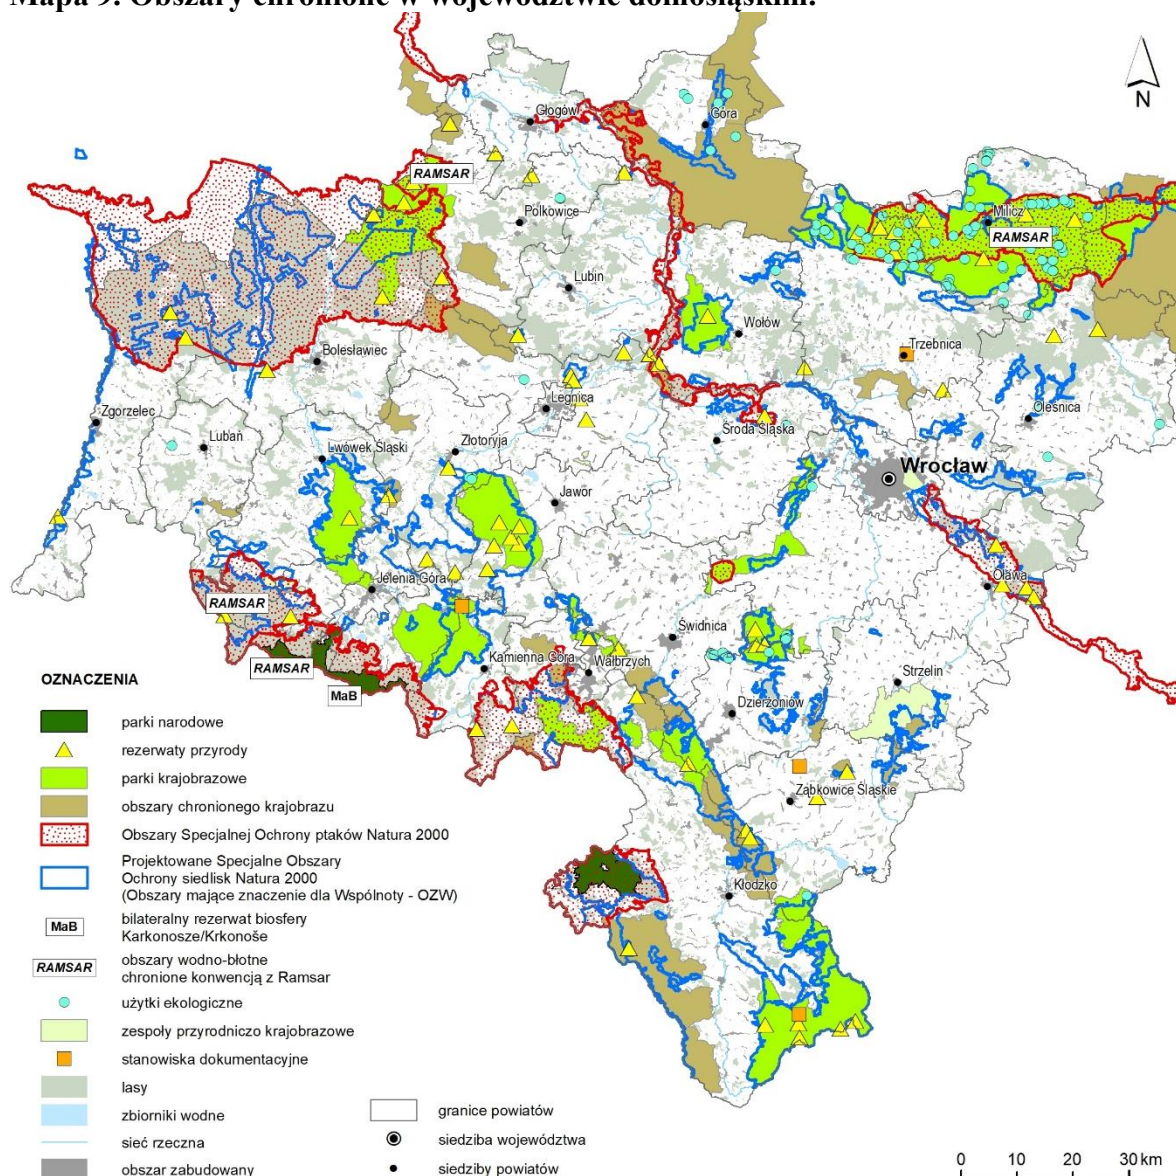 Mapa 9. Obszary chronione w województwie dolnośląskim.
N
Głogów
Góra
RAMSAR
Polkowice
Milicz
RAMSAR
Lubin
Wołów
Trzebnica
Bolesławiec
Legnica
Oleśnica
Zgorzelec
Środa Śląska
Lubań
Lwówek Śląski
Złotoryja
Wrocław
Jawor
Jelenia Góra
Oława
RAMSAR
Świdnica
RAMSAR
Kamienna Góra
Wałbrzych
Strzelin
MaB
Dzierżoniów
Ząbkowice Śląskie
Kłodzko
OZNACZENIA
parki narodowe
rezerwaty przyrody
parki krajobrazowe
obszary chronionego krajobrazu
Obszary Specjalnej Ochrony ptaków Natura 2000
Projektowane Specjalne Obszary
Ochrony siedlisk Natura 2000
(Obszary mające znaczenie dla Wspólnoty - OZW)
MaB
bilateralny rezerwat biosfery
Karkonosze/Krkonoše
RAMSAR
obszary wodno-błotne
chronione konwencją z Ramsar
użytki ekologiczne
zespoły przyrodniczo krajobrazowe
stanowiska dokumentacyjne
lasy
zbiorniki wodne
sieć rzeczna
obszar zabudowany
granice powiatów
siedziba województwa
siedziby powiatów
0 10 20 30 km